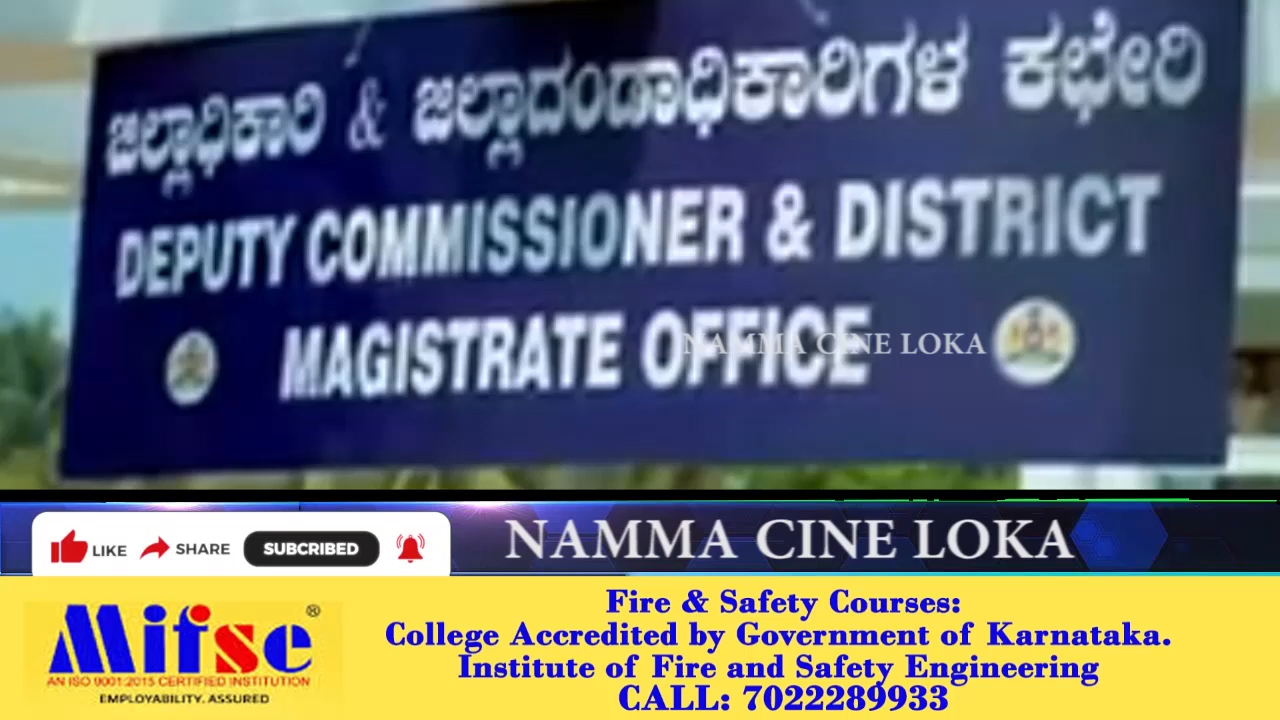 ಜಿಲ್ಲಾಧಿಕಾರಿ & ಜಿಲ್ಲಾದಂಡಾಧಿಕಾರಿಗಳ ಕಛೇರಿ
DEPUTY COMMISSIONER & DISTRICT
MAGISTRATE OFFICE
NAMMA CINE LOKA
LIKE SHARE SUBCRIBED
NAMMA CINE LOKA
Mifse®
AN ISO 9001:2015 CERTIFIED INSTITUTION
EMPLOYABILITY. ASSURED
Fire & Safety Courses:
College Accredited by Government of Karnataka.
Institute of Fire and Safety Engineering
CALL: 7022289933